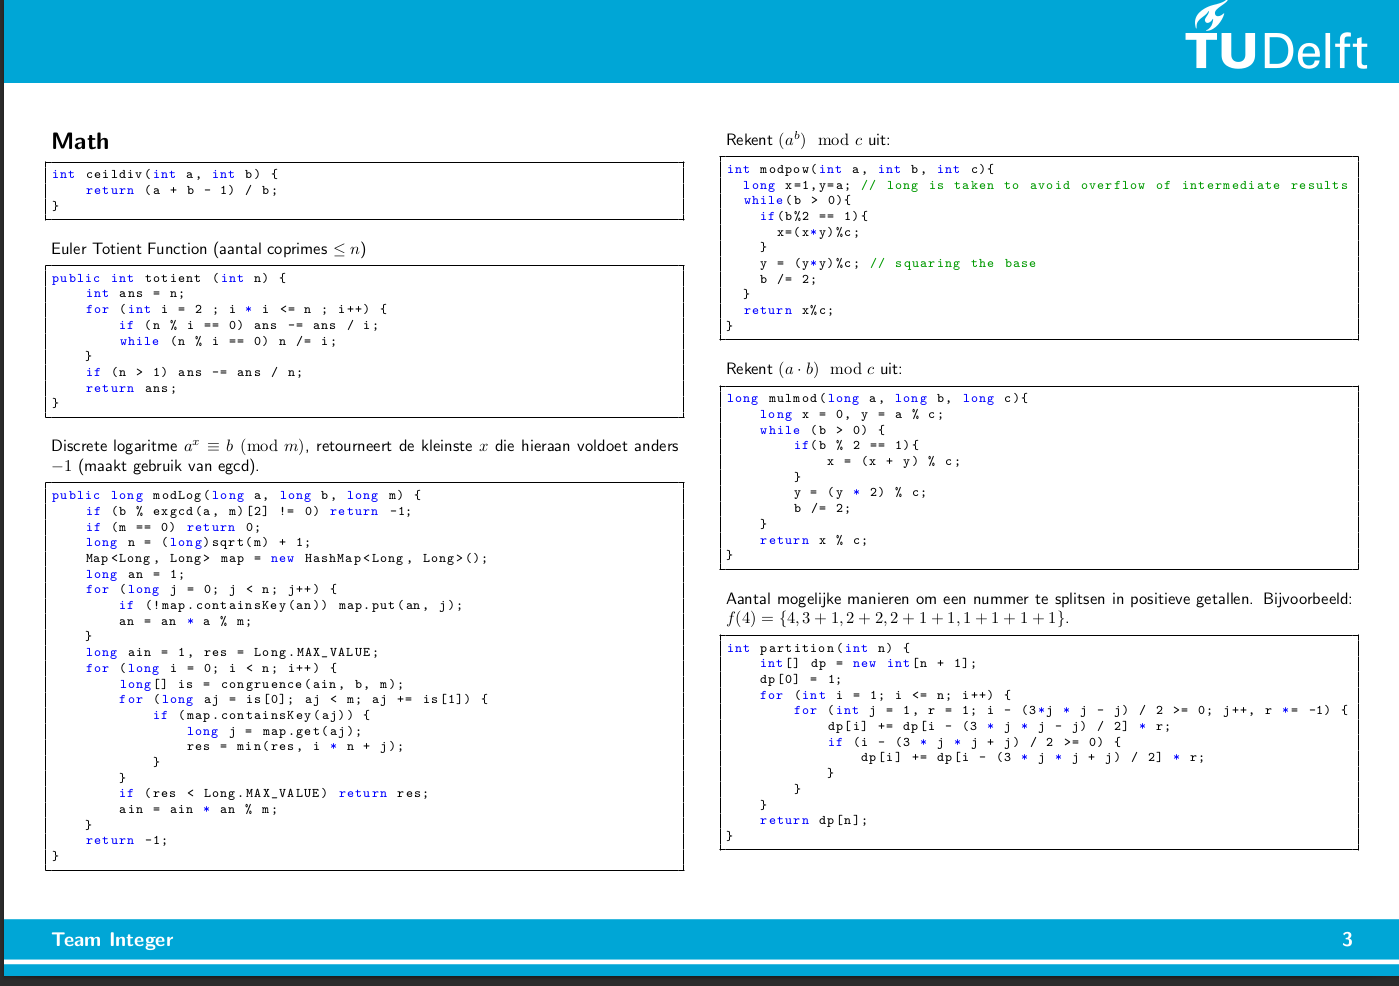 TU Delft
Math
int ceildiv(int a, int b) {
    return (a + b - 1) / b;
}
Euler Totient Function (aantal coprimes ≤ n)
public int totient (int n) {
    int ans = n;
    for (int i = 2 ; i * i <= n ; i++) {
        if (n % i == 0) ans -= ans / i;
        while (n % i == 0) n /= i;
    }
    if (n > 1) ans -= ans / n;
    return ans;
}
Discrete logaritme a^x ≡ b (mod m), retourneert de kleinste x die hieraan voldoet anders
−1 (maakt gebruik van egcd).
public long modLog(long a, long b, long m) {
    if (b % exgcd(a, m)[2] != 0) return -1;
    if (m == 0) return 0;
    long n = (long)sqrt(m) + 1;
    Map<Long, Long> map = new HashMap<Long, Long>();
    long an = 1;
    for (long j = 0; j < n; j++) {
        if (!map.containsKey(an)) map.put(an, j);
        an = an * a % m;
    }
    long ain = 1, res = Long.MAX_VALUE;
    for (long i = 0; i < n; i++) {
        long[] is = congruence(ain, b, m);
        for (long aj = is[0]; aj < m; aj += is[1]) {
            if (map.containsKey(aj)) {
                long j = map.get(aj);
                res = min(res, i * n + j);
            }
        }
        if (res < Long.MAX_VALUE) return res;
        ain = ain * an % m;
    }
    return -1;
}
Rekent (a^b) mod c uit:
int modpow(int a, int b, int c){
  long x=1,y=a; // long is taken to avoid overflow of intermediate results
  while(b > 0){
    if(b%2 == 1){
      x=(x*y)%c;
    }
    y = (y*y)%c; // squaring the base
    b /= 2;
  }
  return x%c;
}
Rekent (a · b) mod c uit:
long mulmod(long a, long b, long c){
    long x = 0, y = a % c;
    while (b > 0) {
        if(b % 2 == 1){
            x = (x + y) % c;
        }
        y = (y * 2) % c;
        b /= 2;
    }
    return x % c;
}
Aantal mogelijke manieren om een nummer te splitsen in positieve getallen. Bijvoorbeeld:
f(4) = {4, 3 + 1, 2 + 2, 2 + 1 + 1, 1 + 1 + 1 + 1}.
int partition(int n) {
    int[] dp = new int[n + 1];
    dp[0] = 1;
    for (int i = 1; i <= n; i++) {
        for (int j = 1, r = 1; i - (3*j * j - j) / 2 >= 0; j++, r *= -1) {
            dp[i] += dp[i - (3 * j * j - j) / 2] * r;
            if (i - (3 * j * j + j) / 2 >= 0) {
                dp[i] += dp[i - (3 * j * j + j) / 2] * r;
            }
        }
    }
    return dp[n];
}
Team Integer
3